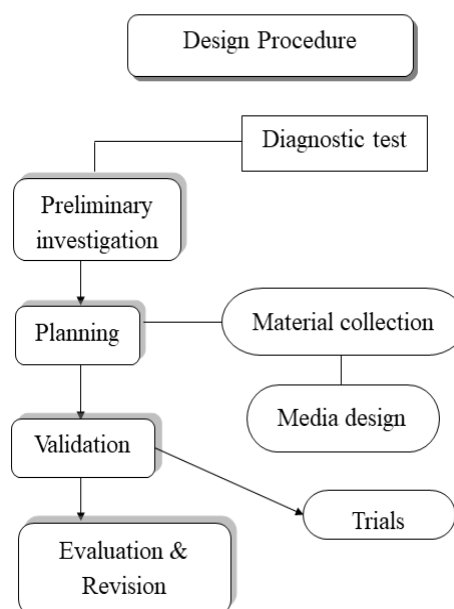 Design Procedure
Diagnostic test
Preliminary
investigation
Planning
Material collection
Media design
Validation
Trials
Evaluation &
Revision